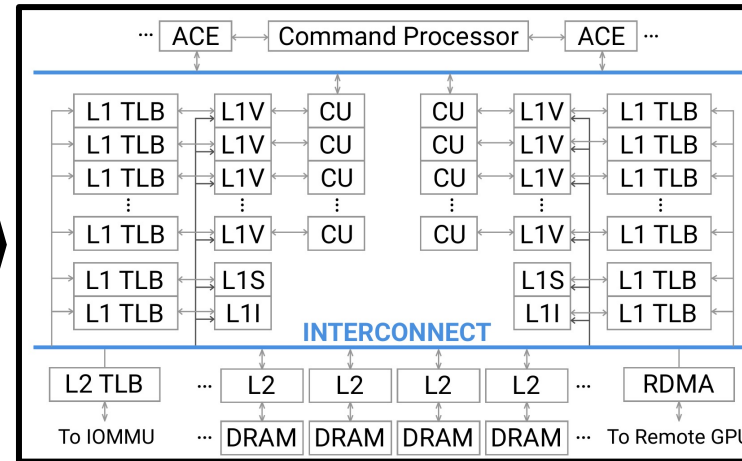 ... ACE Command Processor ACE ...
L1 TLB L1V CU CU L1V L1 TLB
L1 TLB L1V CU CU L1V L1 TLB
L1 TLB L1V CU CU L1V L1 TLB
L1 TLB L1V CU CU L1V L1 TLB
L1 TLB L1S L1S L1 TLB
L1 TLB L1I L1I L1 TLB
INTERCONNECT
L2 TLB ... L2 L2 L2 L2 ... RDMA
To IOMMU ... DRAM DRAM DRAM DRAM ... To Remote GPU